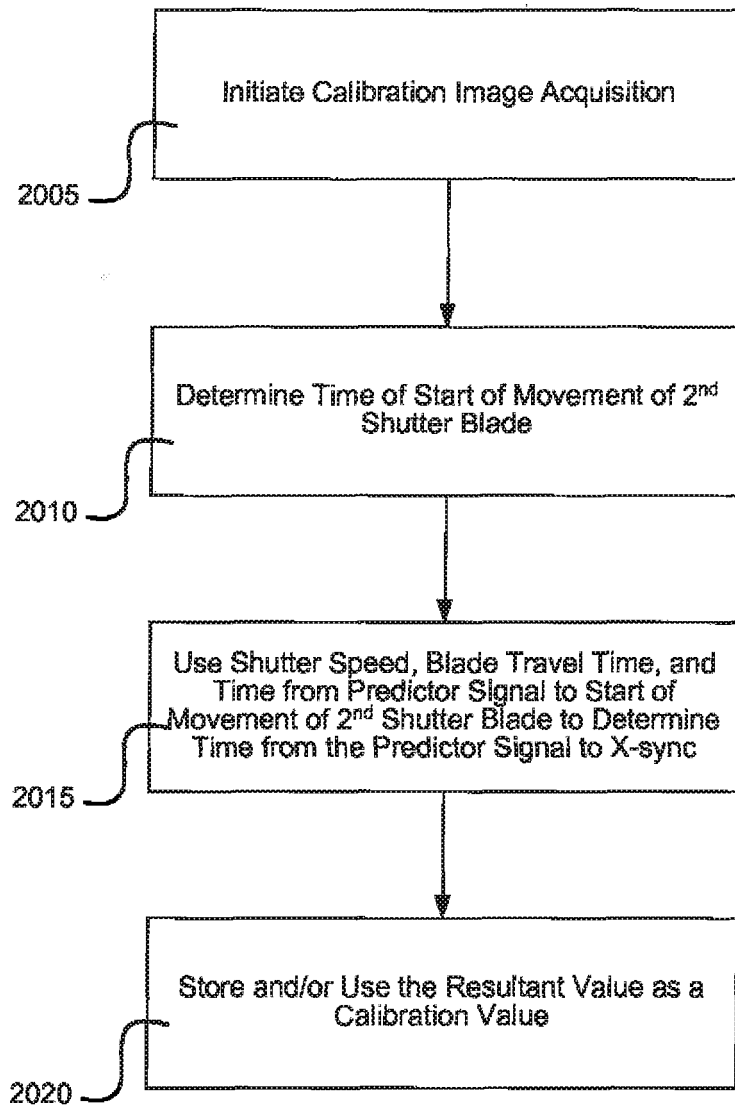 Initiate Calibration Image Acquisition
2005
Determine Time of Start of Movement of 2nd
Shutter Blade
2010
Use Shutter Speed, Blade Travel Time, and
Time from Predictor Signal to Start of
Movement of 2nd Shutter Blade to Determine
Time from the Predictor Signal to X-sync
2015
Store and/or Use the Resultant Value as a
Calibration Value
2020